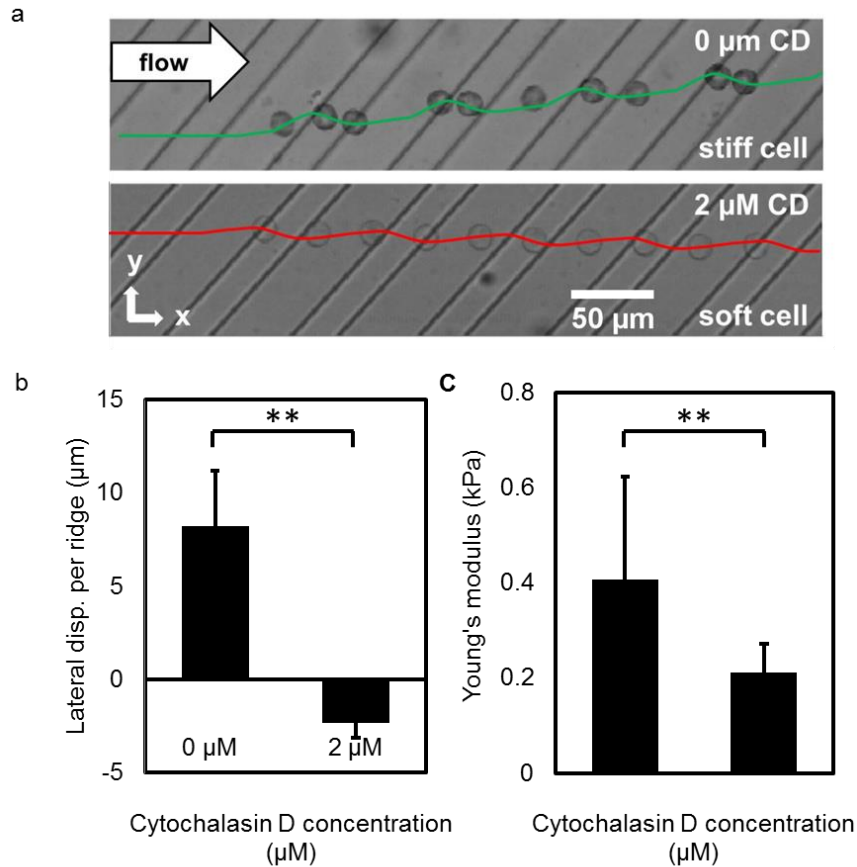 a
flow
0 µm CD
stiff cell
2 µM CD
y
x
50 µm
soft cell
b
15
10
5
0
-5
Lateral disp. per ridge (µm)
**
0 µM
2 µM
Cytochalasin D concentration
(µM)
C
0.8
0.6
0.4
0.2
0
Young's modulus (kPa)
**
Cytochalasin D concentration
(µM)